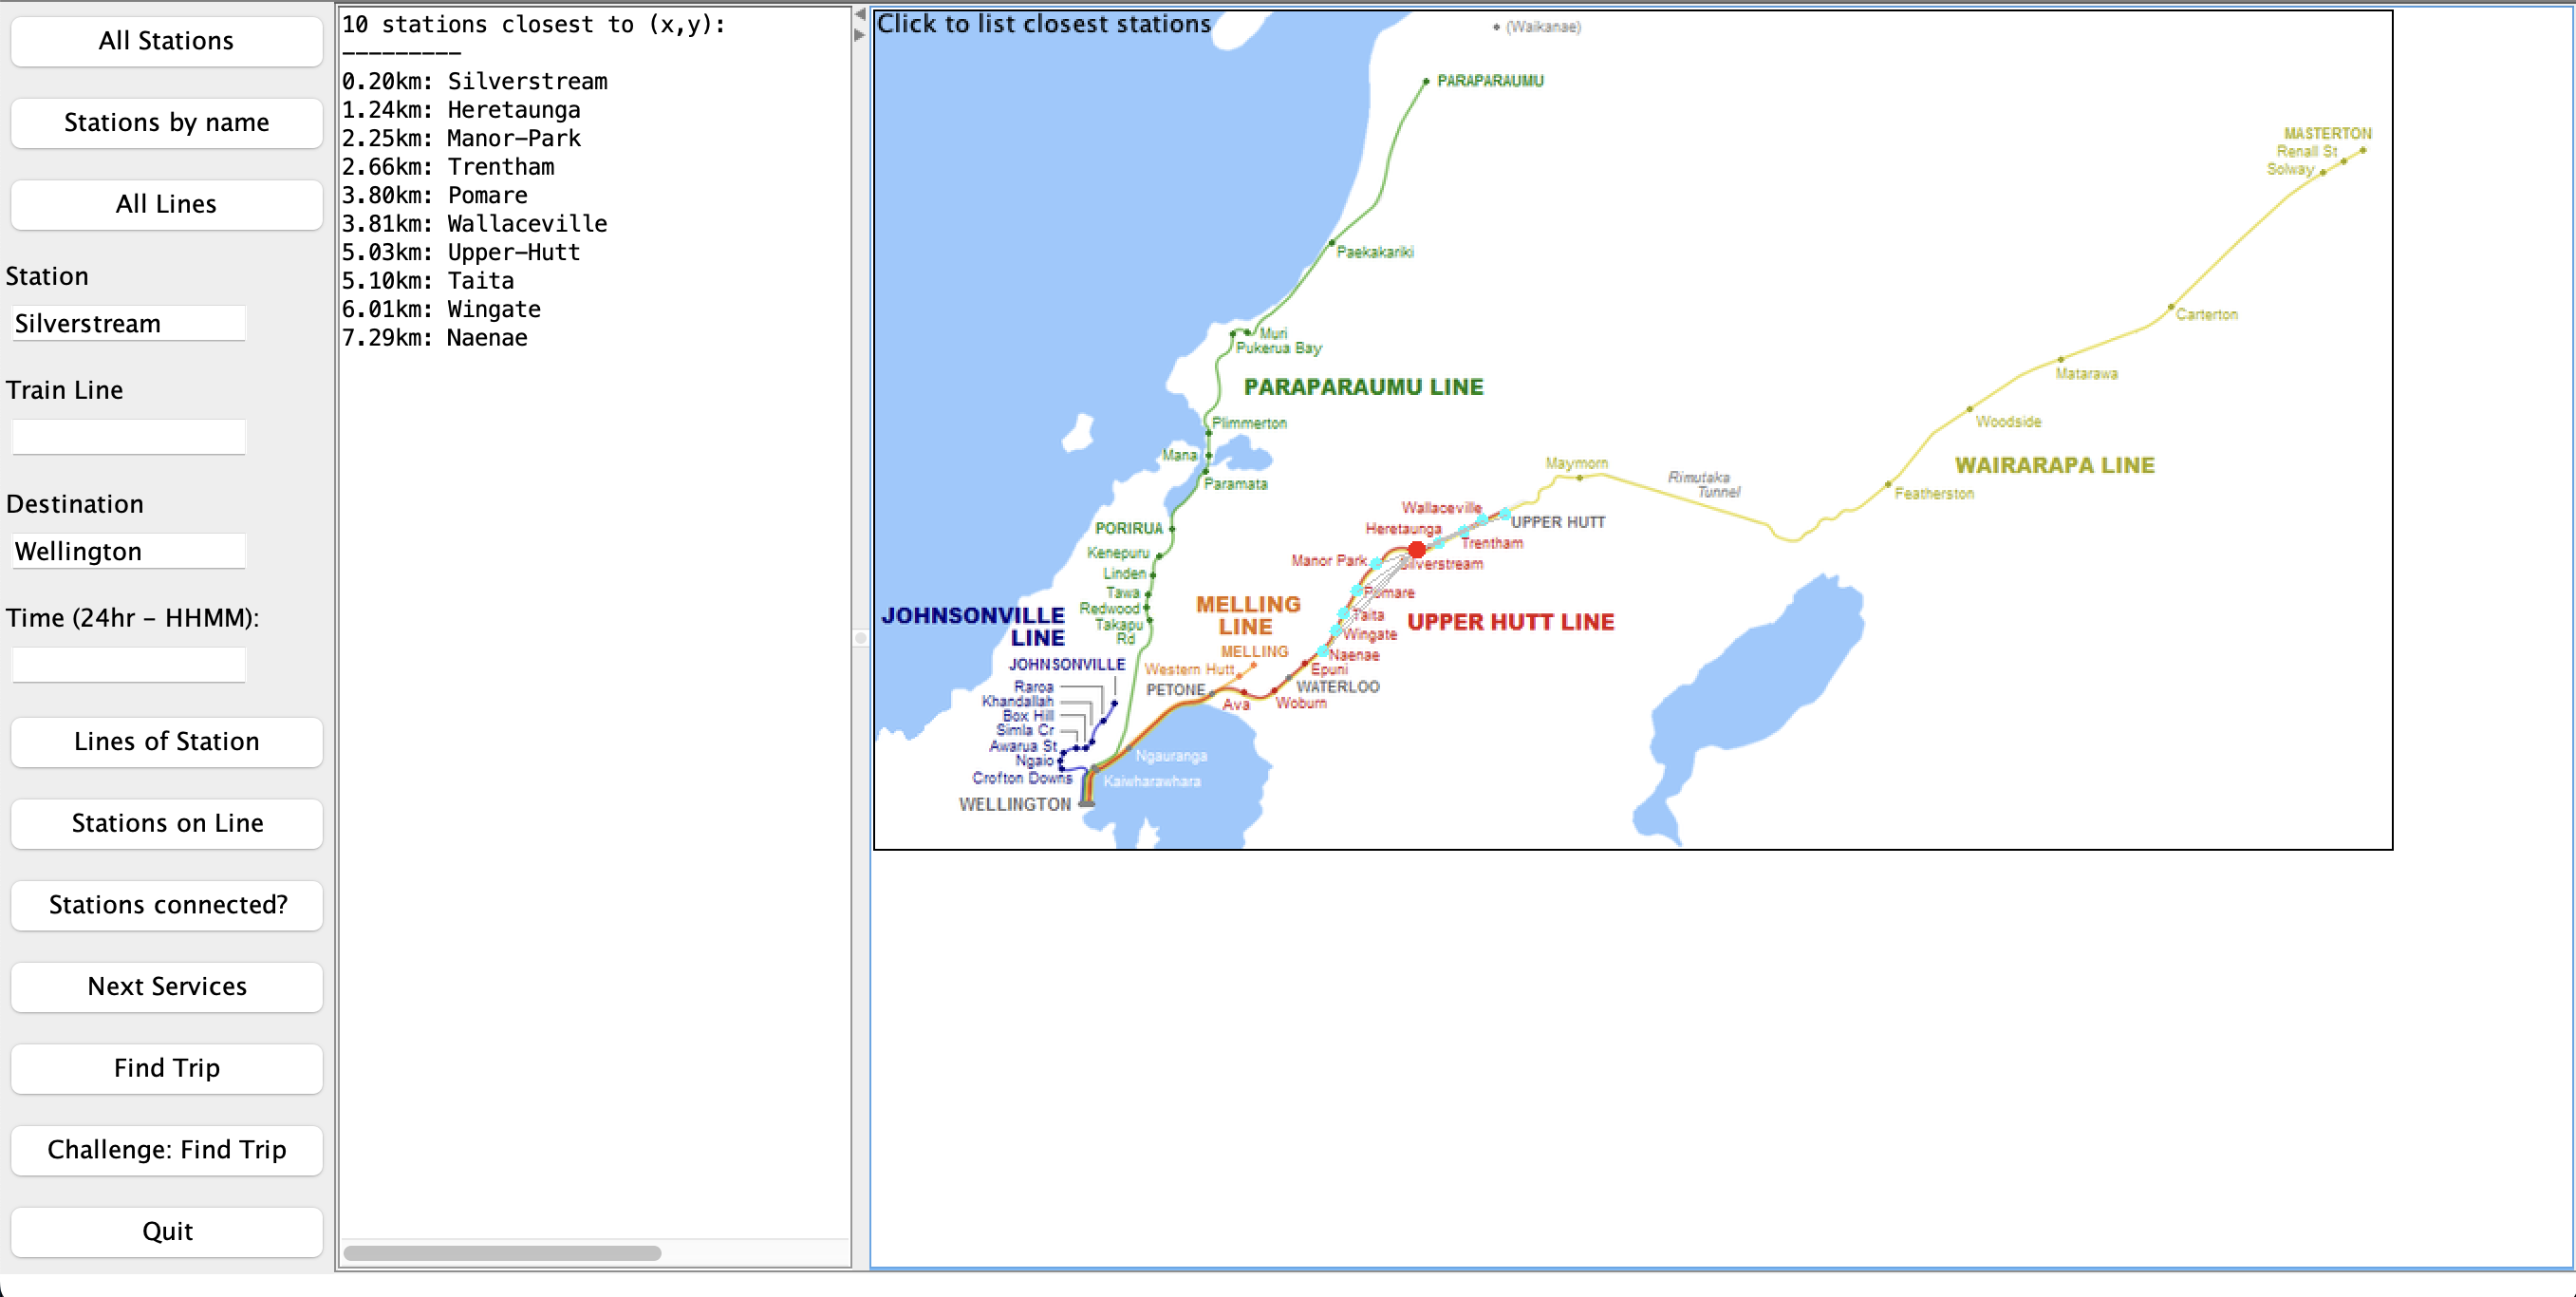 All Stations
Stations by name
All Lines
Station
Silverstream
Train Line
Destination
Wellington
Time (24hr - HHMM):
Lines of Station
Stations on Line
Stations connected?
Next Services
Find Trip
Challenge: Find Trip
Quit
10 stations closest to (x,y):
---------
0.20km: Silverstream
1.24km: Heretaunga
2.25km: Manor-Park
2.66km: Trentham
3.80km: Pomare
3.81km: Wallaceville
5.03km: Upper-Hutt
5.10km: Taita
6.01km: Wingate
7.29km: Naenae
Click to list closest stations
(Waikanae)
PARAPARAUMU
MASTERTON
Renall St
Solway
Paekakariki
Carterton
Muri
Pukerua Bay
Matarawa
PARAPARAUMU LINE
Plimmerton
Woodside
Mana
Maymorn
WAIRARAPA LINE
Paramata
Rimutaka
Tunnel
Featherston
Wallaceville
PORIRUA
Heretaunga
UPPER HUTT
Trentham
Kenepuru
Manor Park
Silverstream
Linden
Tawa
Pomare
Redwood
MELLING
LINE
JOHNSONVILLE
LINE
Taita
UPPER HUTT LINE
Takapu
Rd
Wingate
MELLING
Naenae
JOHNSONVILLE
Western Hutt
Epuni
Raroa
PETONE
WATERLOO
Khandallah
Ava
Woburn
Box Hill
Simla Cr
Awarua St
Ngauranga
Ngaio
Crofton Downs
Kaiwharawhara
WELLINGTON